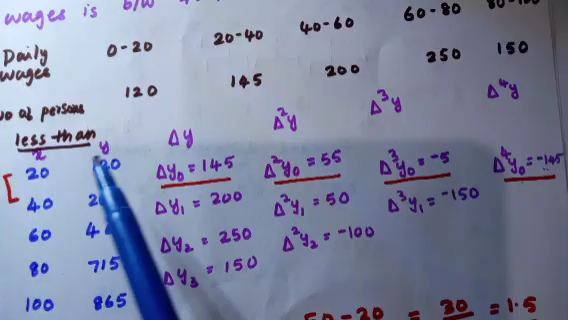 wages is b/w
Daily wages 0-20 20-40 40-60 60-80
120 145 200 250 150
No of persons
less than
x y Δy Δ²y Δ³y Δ⁴y
20 Δy₀ = 145 Δ²y₀ = 55 Δ³y₀ = -5 Δ⁴y₀ = -145
40 Δy₁ = 200 Δ²y₁ = 50 Δ³y₁ = -150
60 Δy₂ = 250 Δ²y₂ = -100
80 715 Δy₃ = 150
100 865
50-20 = 30 = 1.5